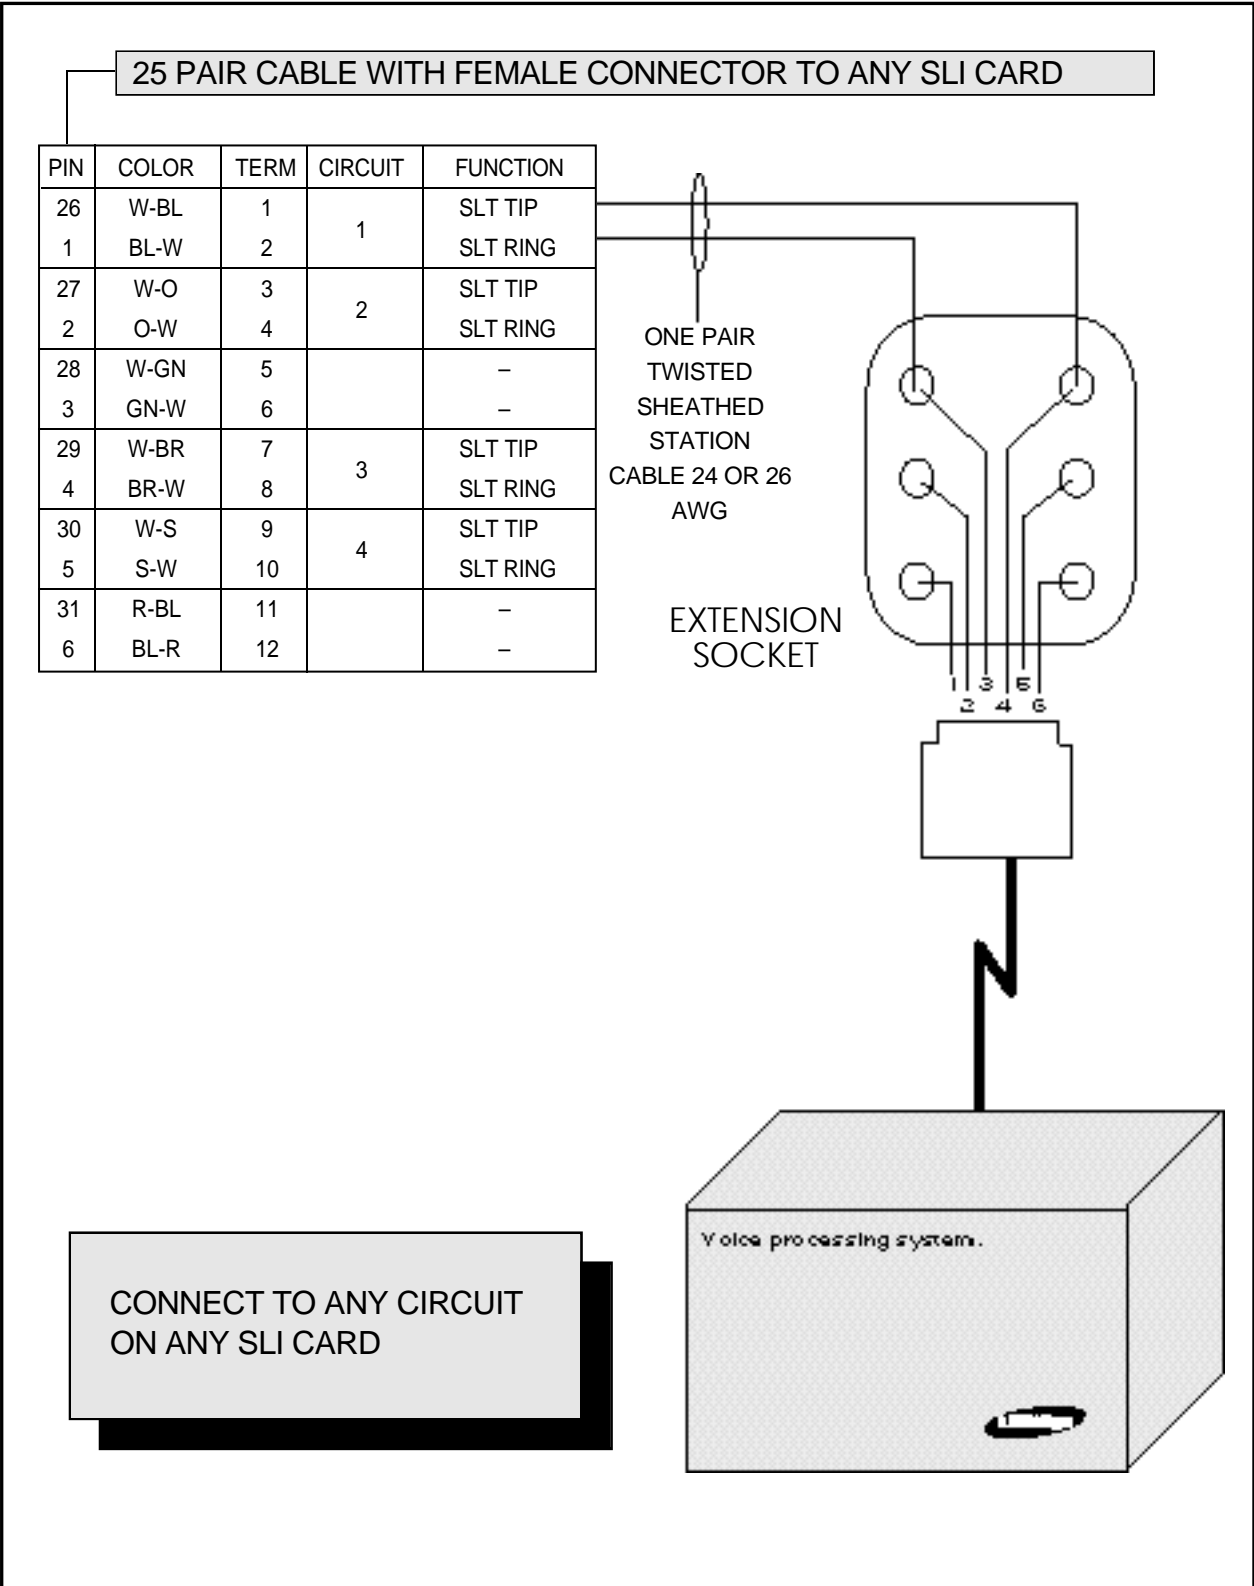 25 PAIR CABLE WITH FEMALE CONNECTOR TO ANY SLI CARD
PIN COLOR TERM CIRCUIT FUNCTION
26 W-BL 1 1 SLT TIP
1 BL-W 2 SLT RING
27 W-O 3 2 SLT TIP
2 O-W 4 SLT RING
28 W-GN 5 –
3 GN-W 6 –
29 W-BR 7 3 SLT TIP
4 BR-W 8 SLT RING
30 W-S 9 4 SLT TIP
5 S-W 10 SLT RING
31 R-BL 11 –
6 BL-R 12 –
ONE PAIR
TWISTED
SHEATHED
STATION
CABLE 24 OR 26
AWG
EXTENSION
SOCKET
1 2 3 4 5 6
Voice processing system.
CONNECT TO ANY CIRCUIT
ON ANY SLI CARD